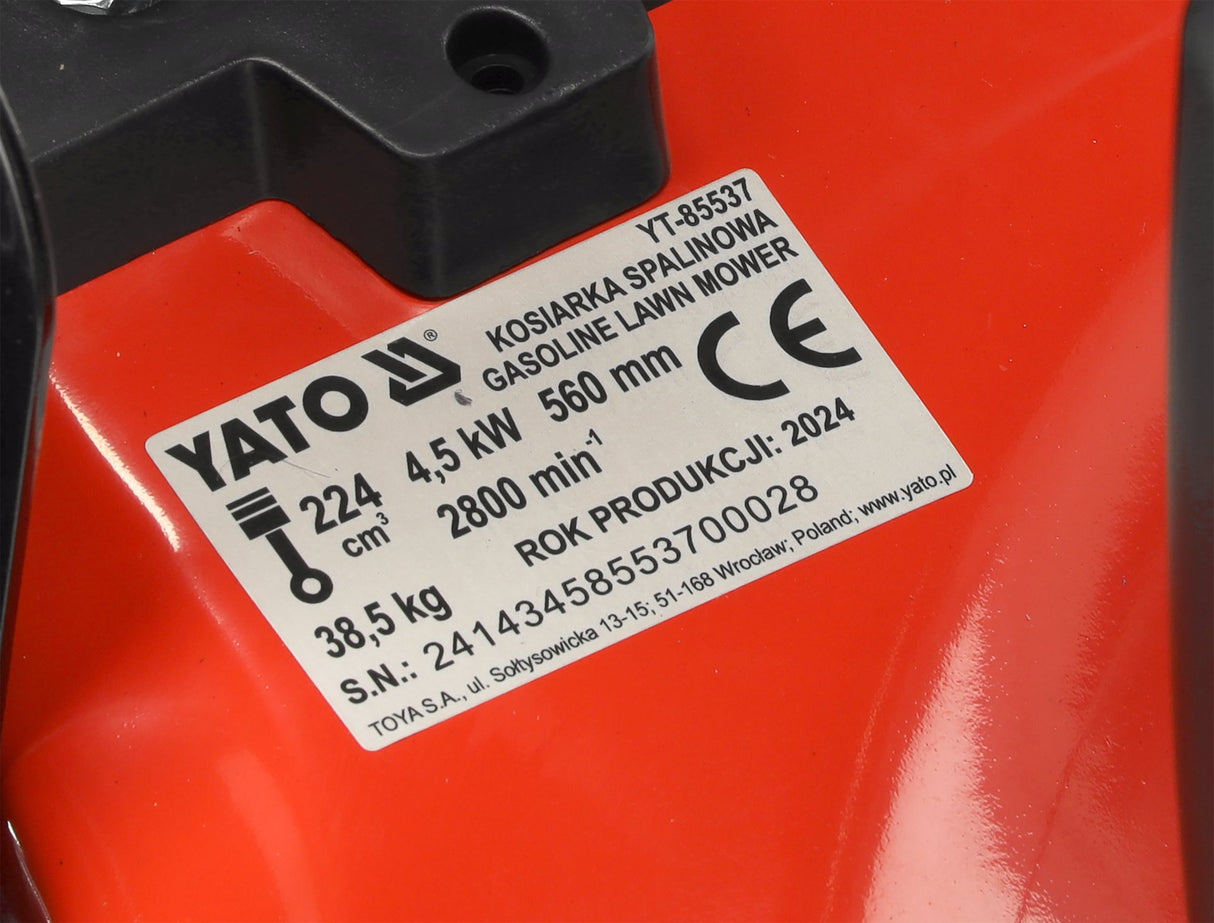 YT-85537
KOSIARKA SPALINOWA
GASOLINE LAWN MOWER
YATO ®
224 cm³ 4,5 kW 560 mm CE
2800 min⁻¹
38,5 kg ROK PRODUKCJI: 2024
S.N.: 2414345855370028
TOYA S.A., ul. Sołtysowicka 13-15; 51-168 Wrocław; Poland; www.yato.pl